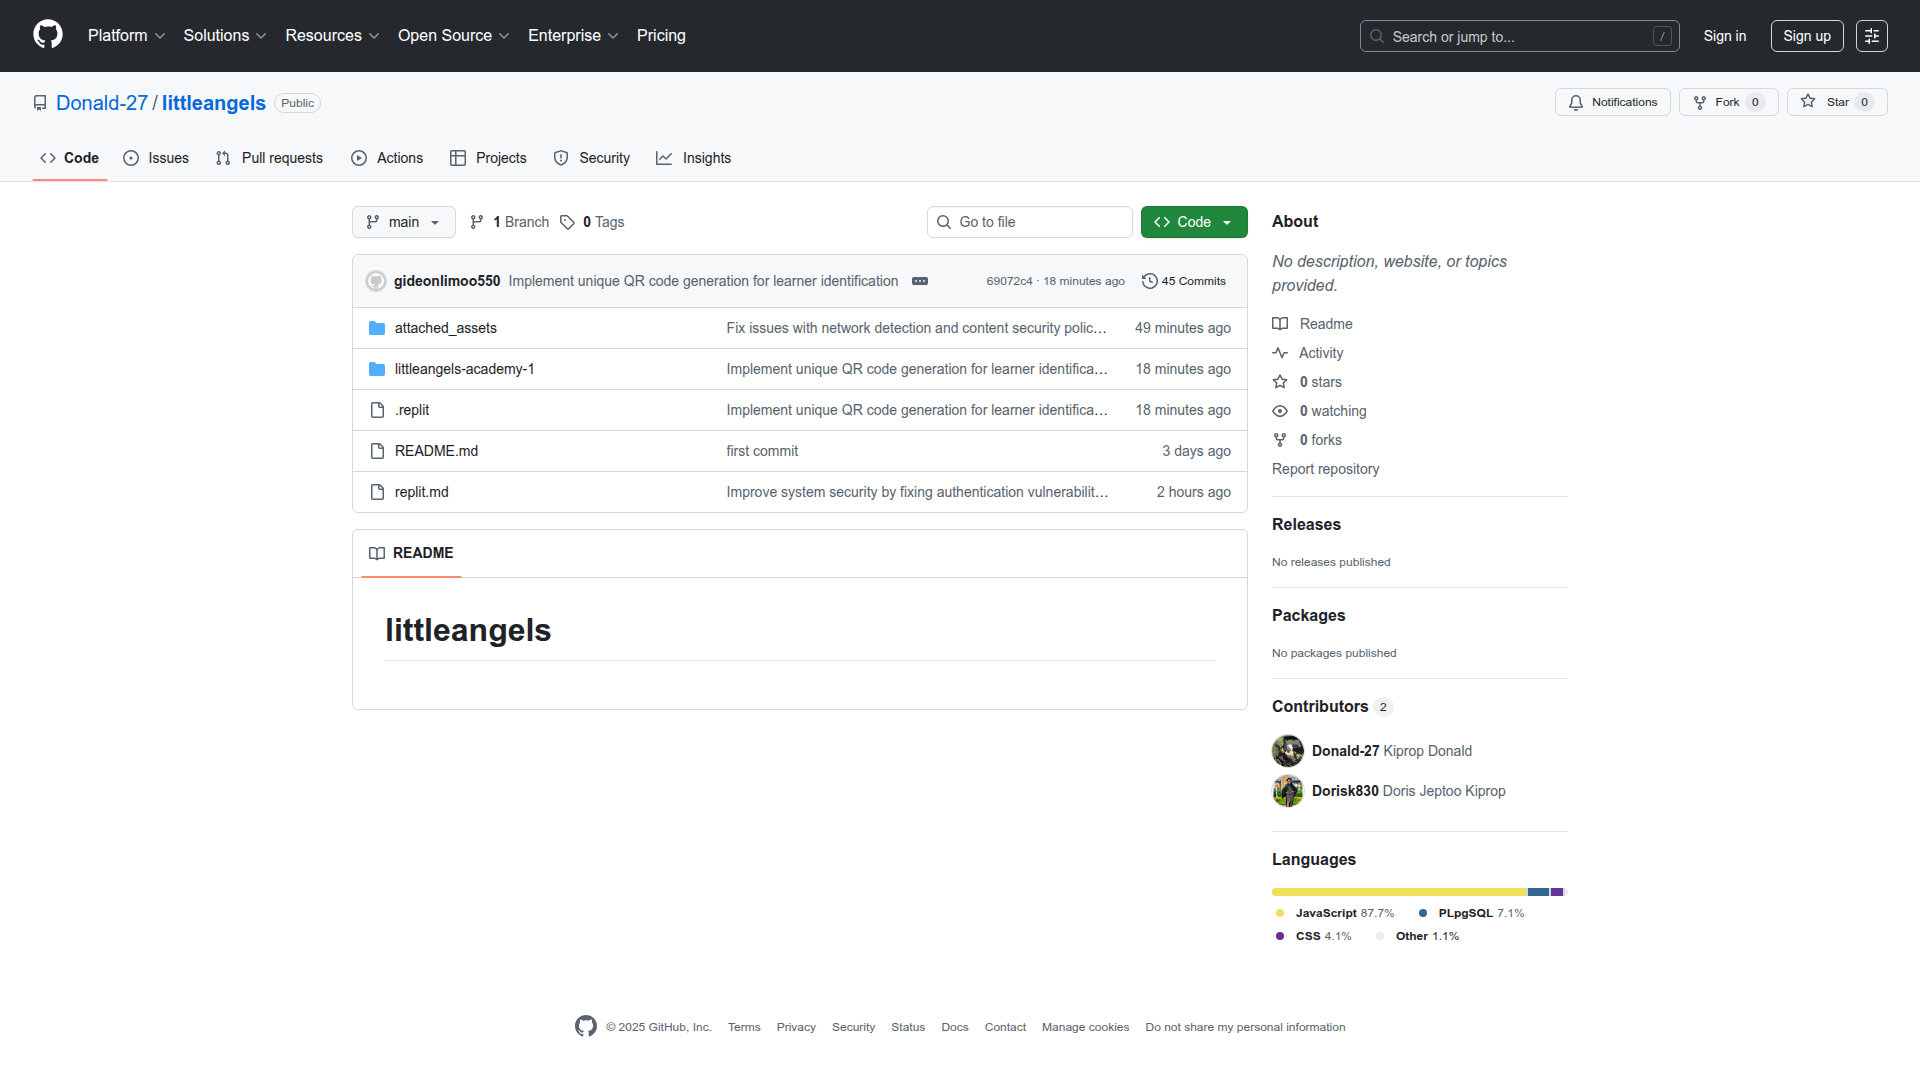 Platform Solutions Resources Open Source Enterprise Pricing Search or jump to... / Sign in Sign up
Donald-27 / littleangels Public Notifications Fork 0 Star 0
Code Issues Pull requests Actions Projects Security Insights
main 1 Branch 0 Tags Go to file Code
gideonlimoo550 Implement unique QR code generation for learner identification 69072c4 · 18 minutes ago 45 Commits
attached_assets Fix issues with network detection and content security polic… 49 minutes ago
littleangels-academy-1 Implement unique QR code generation for learner identifica… 18 minutes ago
.replit Implement unique QR code generation for learner identifica… 18 minutes ago
README.md first commit 3 days ago
replit.md Improve system security by fixing authentication vulnerabilit… 2 hours ago
README
littleangels
About
No description, website, or topics
provided.
Readme
Activity
0 stars
0 watching
0 forks
Report repository
Releases
No releases published
Packages
No packages published
Contributors 2
Donald-27 Kiprop Donald
Dorisk830 Doris Jeptoo Kiprop
Languages
JavaScript 87.7% PLpgSQL 7.1%
CSS 4.1% Other 1.1%
© 2025 GitHub, Inc. Terms Privacy Security Status Docs Contact Manage cookies Do not share my personal information